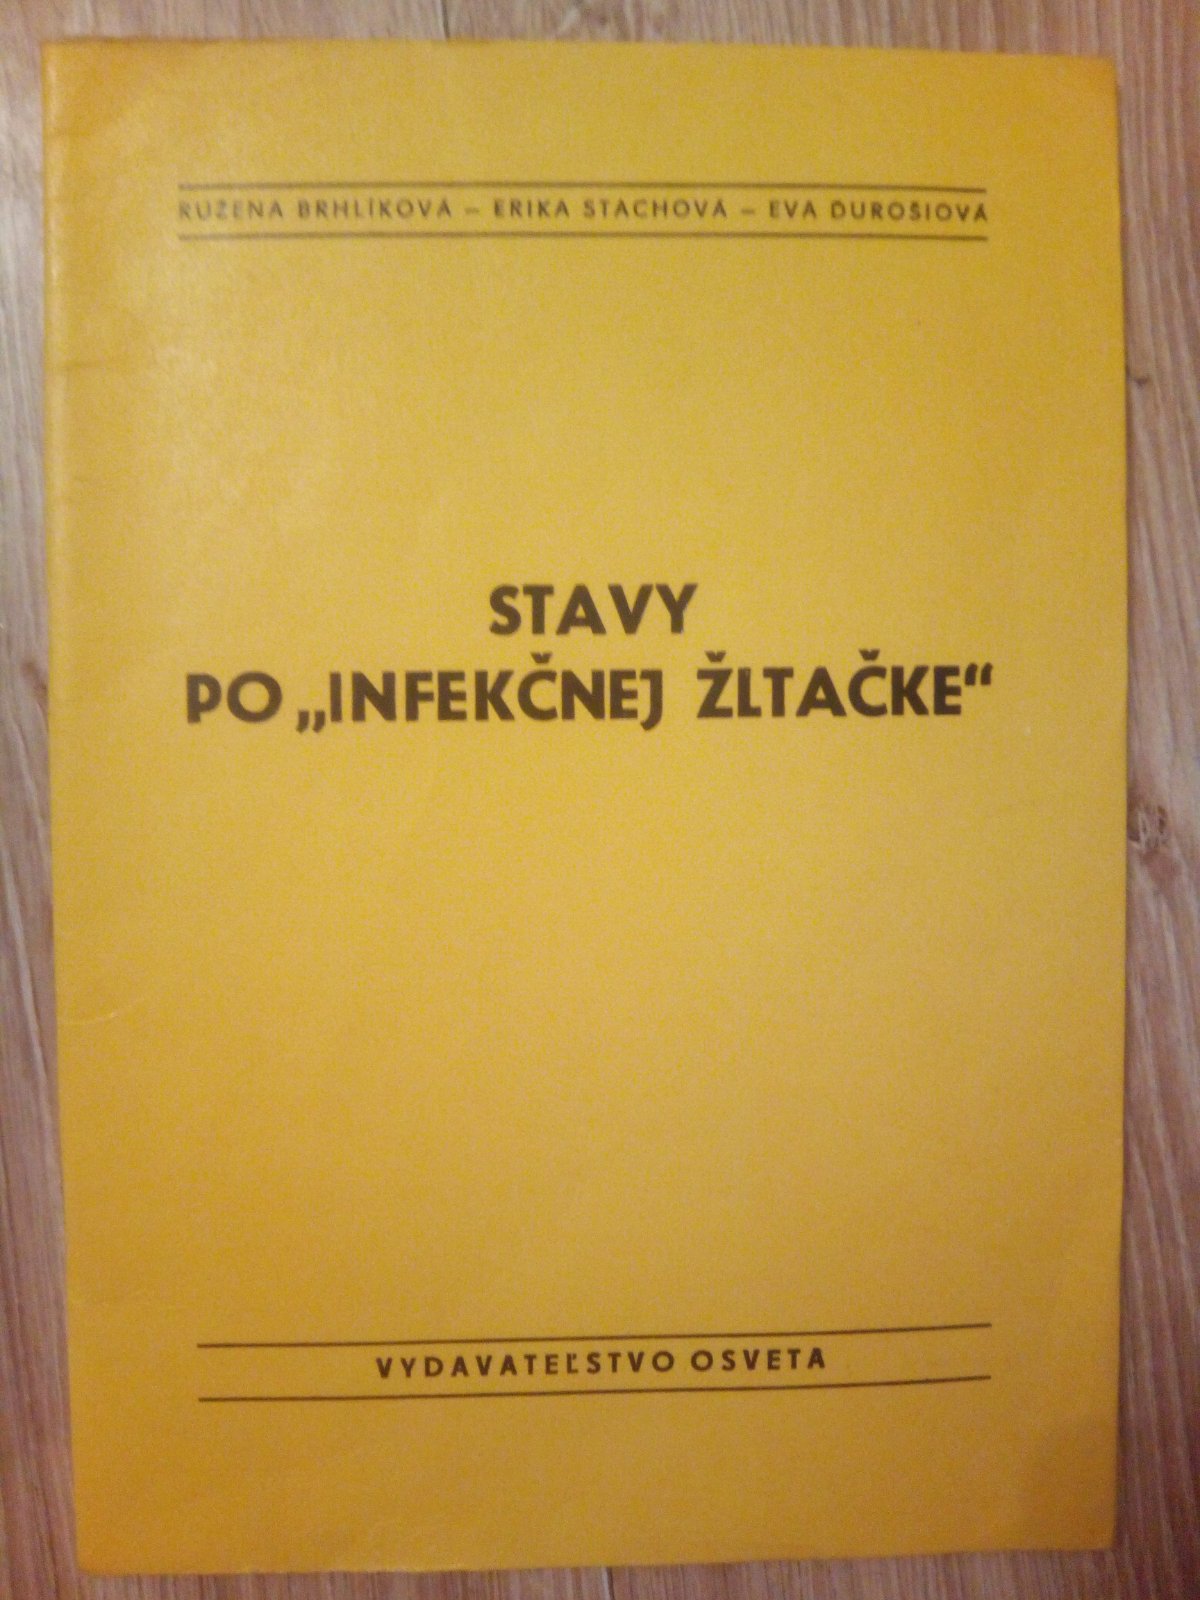 RUŽENA BRHLÍKOVÁ – ERIKA STACHOVÁ – EVA ĎUROŠIOVÁ
STAVY
PO „INFEKČNEJ ŽLTAČKE“
VYDAVATEĽSTVO OSVETA